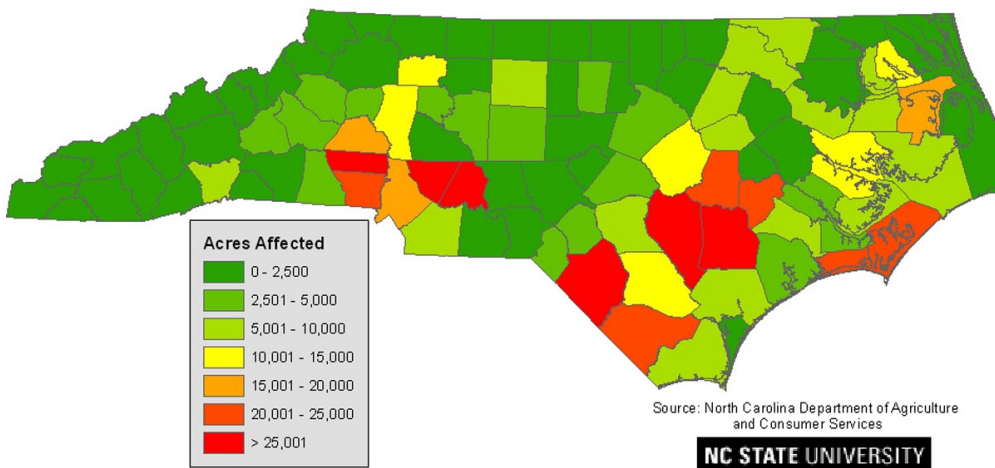 Acres Affected
0 - 2,500
2,501 - 5,000
5,001 - 10,000
10,001 - 15,000
15,001 - 20,000
20,001 - 25,000
> 25,001
Source: North Carolina Department of Agriculture
and Consumer Services
NC STATE UNIVERSITY